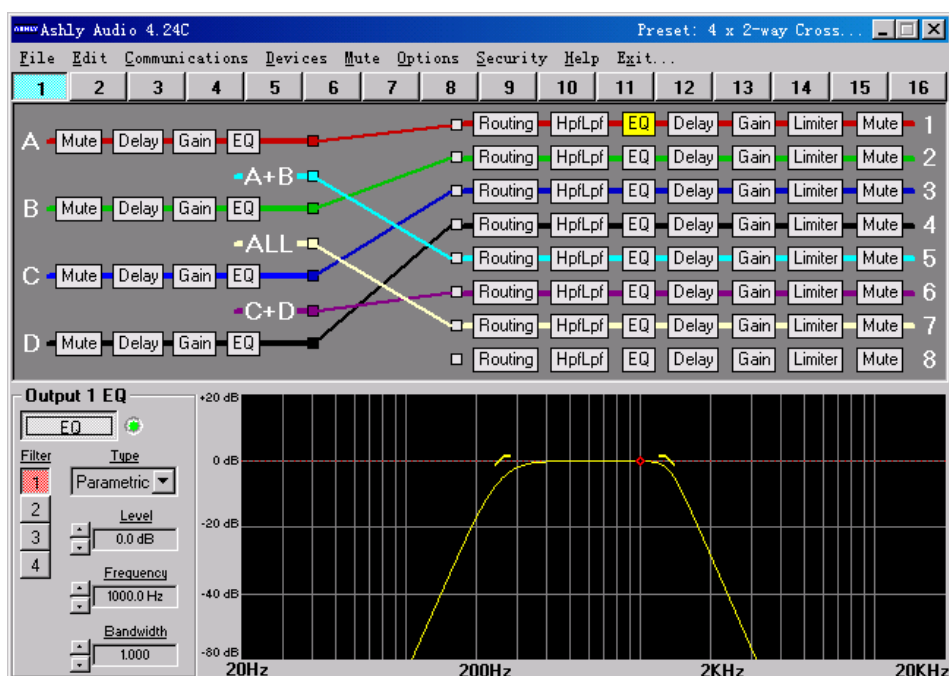 ASHLY Ashly Audio 4.24C Preset: 4 x 2-way Cross...
File Edit Communications Devices Mute Options Security Help Exit...
1 2 3 4 5 6 7 8 9 10 11 12 13 14 15 16
A Mute Delay Gain EQ Routing HpfLpf EQ Delay Gain Limiter Mute 1
A+B Routing HpfLpf EQ Delay Gain Limiter Mute 2
B Mute Delay Gain EQ Routing HpfLpf EQ Delay Gain Limiter Mute 3
ALL Routing HpfLpf EQ Delay Gain Limiter Mute 4
Routing HpfLpf EQ Delay Gain Limiter Mute 5
C Mute Delay Gain EQ
C+D Routing HpfLpf EQ Delay Gain Limiter Mute 6
D Mute Delay Gain EQ Routing HpfLpf EQ Delay Gain Limiter Mute 7
Routing HpfLpf EQ Delay Gain Limiter Mute 8
Output 1 EQ
EQ
Filter Type
1 Parametric
2 Level
3 0.0 dB
4
Frequency
1000.0 Hz
Bandwidth
1.000
+20 dB
0 dB
-20 dB
-40 dB
-80 dB
20Hz 200Hz 2KHz 20KHz